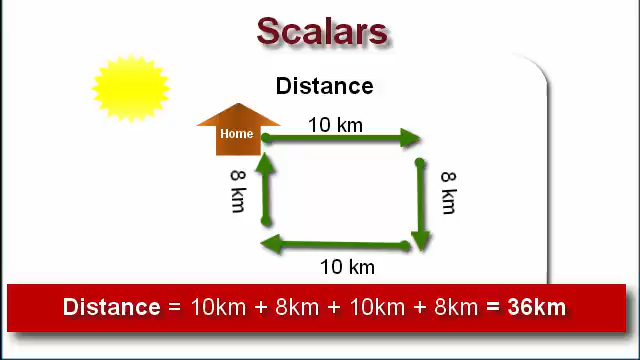 Scalars
Distance
10 km
Home
8 km
8 km
10 km
Distance = 10km + 8km + 10km + 8km = 36km